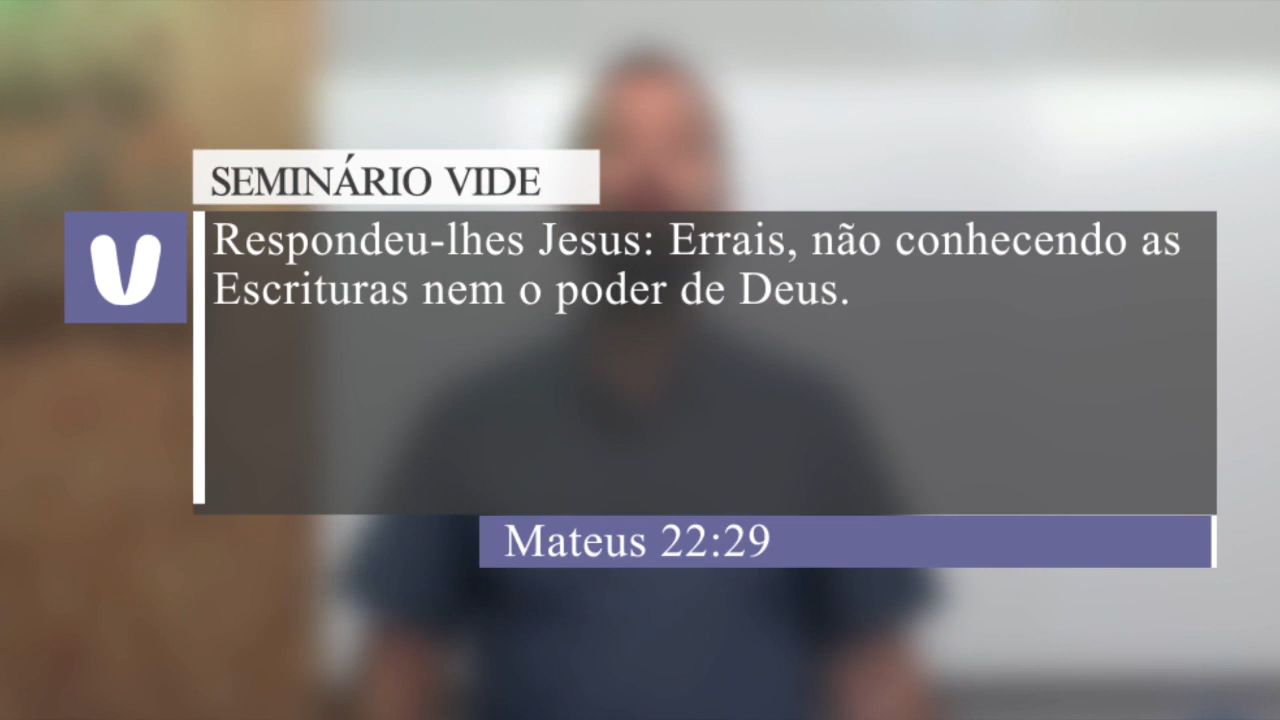 SEMINÁRIO VIDE
Respondeu-lhes Jesus: Errais, não conhecendo as
Escrituras nem o poder de Deus.
Mateus 22:29